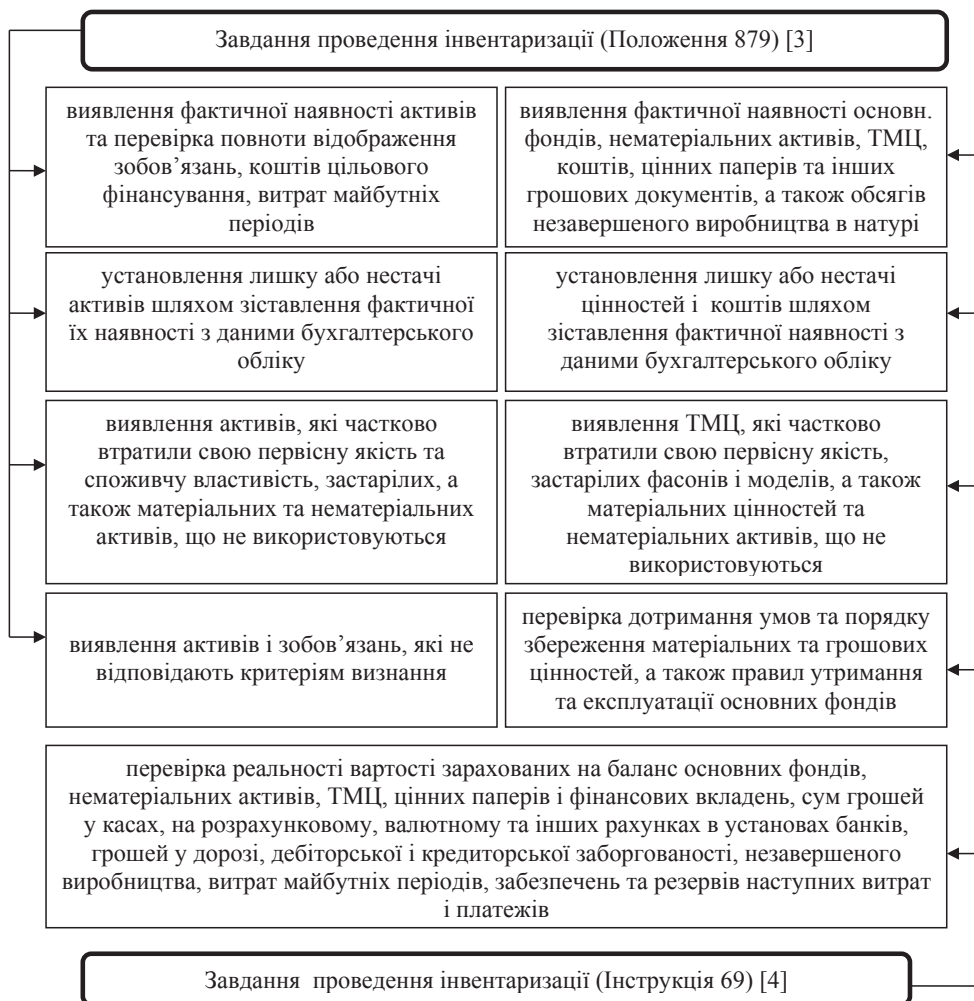 Завдання проведення інвентаризації (Положення 879) [3]
виявлення фактичної наявності активів
та перевірка повноти відображення
зобов’язань, коштів цільового
фінансування, витрат майбутніх
періодів
виявлення фактичної наявності основн.
фондів, нематеріальних активів, ТМЦ,
коштів, цінних паперів та інших
грошових документів, а також обсягів
незавершеного виробництва в натурі
установлення лишку або нестачі
активів шляхом зіставлення фактичної
їх наявності з даними бухгалтерського
обліку
установлення лишку або нестачі
цінностей і коштів шляхом
зіставлення фактичної наявності з
даними бухгалтерського обліку
виявлення активів, які частково
втратили свою первісну якість та
споживчу властивість, застарілих, а
також матеріальних та нематеріальних
активів, що не використовуються
виявлення ТМЦ, які частково
втратили свою первісну якість,
застарілих фасонів і моделей, а також
матеріальних цінностей та
нематеріальних активів, що не
використовуються
виявлення активів і зобов’язань, які не
відповідають критеріям визнання
перевірка дотримання умов та порядку
збереження матеріальних та грошових
цінностей, а також правил утримання
та експлуатації основних фондів
перевірка реальності вартості зарахованих на баланс основних фондів,
нематеріальних активів, ТМЦ, цінних паперів і фінансових вкладень, сум грошей
у касах, на розрахунковому, валютному та інших рахунках в установах банків,
грошей у дорозі, дебіторської і кредиторської заборгованості, незавершеного
виробництва, витрат майбутніх періодів, забезпечень та резервів наступних витрат
і платежів
Завдання проведення інвентаризації (Інструкція 69) [4]